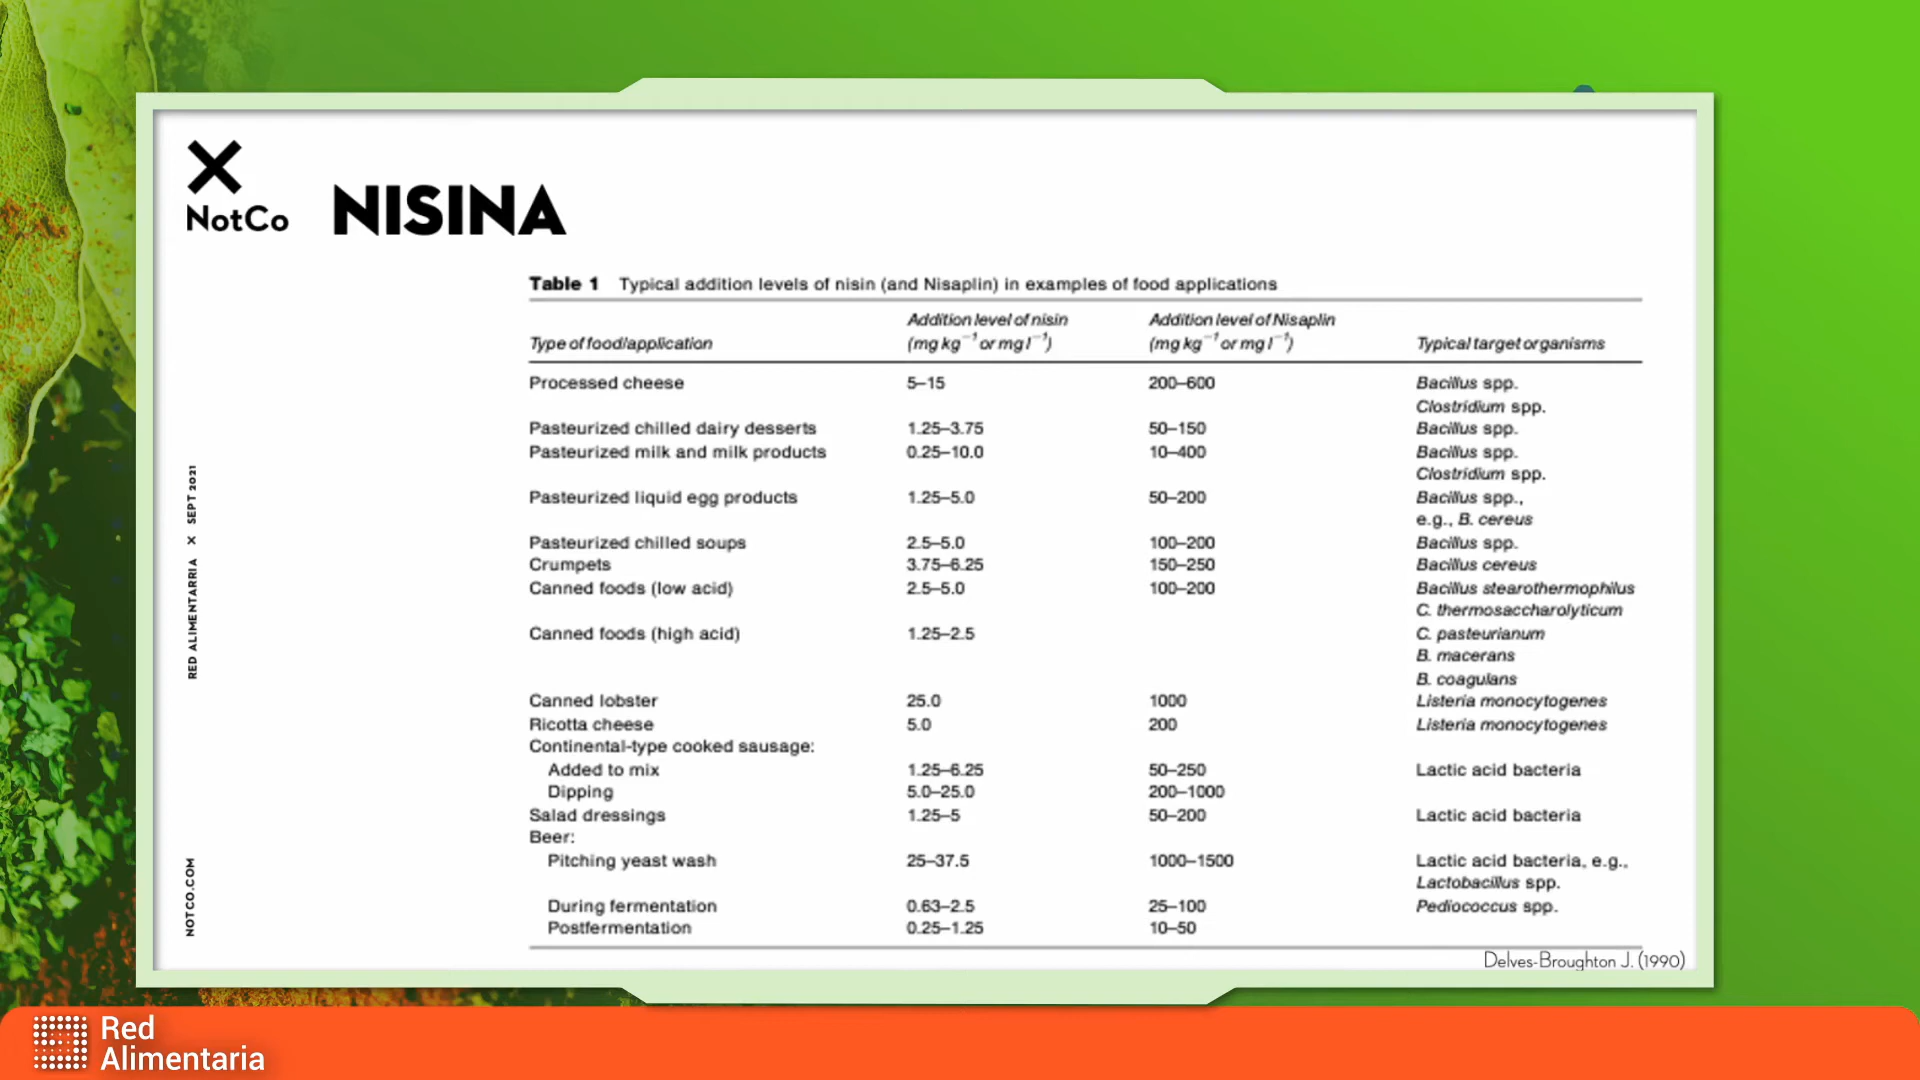 NotCo
NISINA
Table 1 Typical addition levels of nisin (and Nisaplin) in examples of food applications
Type of food/application
Addition level of nisin
(mg kg⁻¹ or mg l⁻¹)
Addition level of Nisaplin
(mg kg⁻¹ or mg l⁻¹)
Typical target organisms
Processed cheese 5–15 200–600 Bacillus spp.
Clostridium spp.
Pasteurized chilled dairy desserts 1.25–3.75 50–150 Bacillus spp.
Pasteurized milk and milk products 0.25–10.0 10–400 Bacillus spp.
Clostridium spp.
Pasteurized liquid egg products 1.25–5.0 50–200 Bacillus spp.,
e.g., B. cereus
Pasteurized chilled soups 2.5–5.0 100–200 Bacillus spp.
Crumpets 3.75–6.25 150–250 Bacillus cereus
Canned foods (low acid) 2.5–5.0 100–200 Bacillus stearothermophilus
C. thermosaccharolyticum
Canned foods (high acid) 1.25–2.5 C. pasteurianum
B. macerans
B. coagulans
Canned lobster 25.0 1000 Listeria monocytogenes
Ricotta cheese 5.0 200 Listeria monocytogenes
Continental-type cooked sausage:
Added to mix 1.25–6.25 50–250 Lactic acid bacteria
Dipping 5.0–25.0 200–1000
Salad dressings 1.25–5 50–200 Lactic acid bacteria
Beer:
Pitching yeast wash 25–37.5 1000–1500 Lactic acid bacteria, e.g.,
Lactobacillus spp.
During fermentation 0.63–2.5 25–100 Pediococcus spp.
Postfermentation 0.25–1.25 10–50
Delves-Broughton J. (1990)
RED ALIMENTARRIA X SEPT 2021
NOTCO.COM
Red
Alimentaria